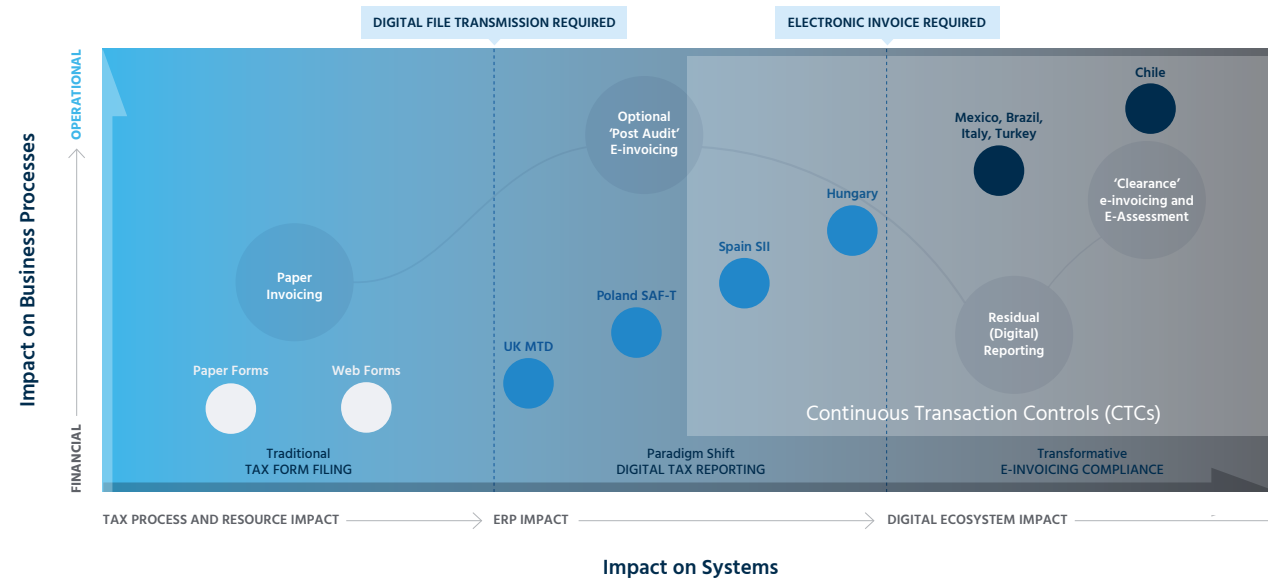 DIGITAL FILE TRANSMISSION REQUIRED
ELECTRONIC INVOICE REQUIRED
Impact on Business Processes
OPERATIONAL
FINANCIAL
Chile
Mexico, Brazil,
Italy, Turkey
Optional
‘Post Audit’
E-invoicing
‘Clearance’
e-invoicing and
E-Assessment
Hungary
Spain SII
Paper
Invoicing
Poland SAF-T
Residual
(Digital)
Reporting
UK MTD
Paper Forms
Web Forms
Continuous Transaction Controls (CTCs)
Traditional
TAX FORM FILING
Paradigm Shift
DIGITAL TAX REPORTING
Transformative
E-INVOICING COMPLIANCE
TAX PROCESS AND RESOURCE IMPACT
ERP IMPACT
DIGITAL ECOSYSTEM IMPACT
Impact on Systems